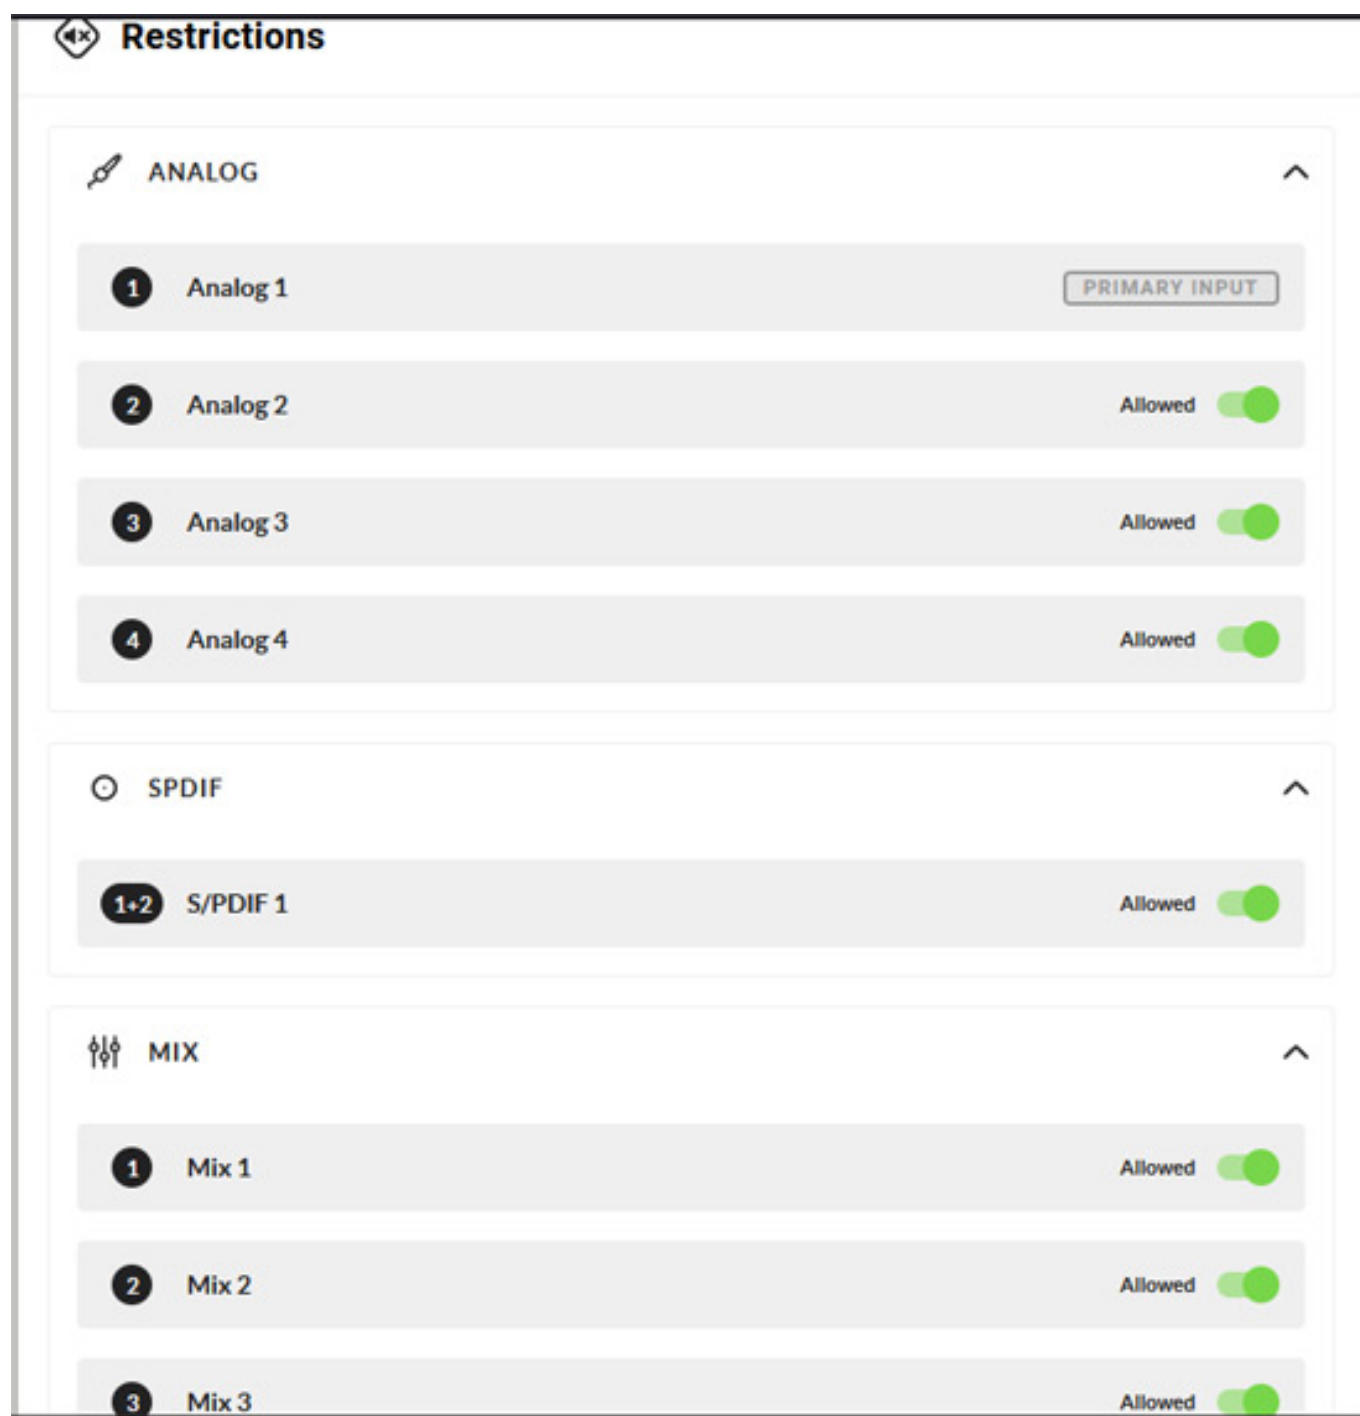 Restrictions
ANALOG
1 Analog 1 PRIMARY INPUT
2 Analog 2 Allowed
3 Analog 3 Allowed
4 Analog 4 Allowed
SPDIF
1+2 S/PDIF 1 Allowed
MIX
1 Mix 1 Allowed
2 Mix 2 Allowed
3 Mix 3 Allowed